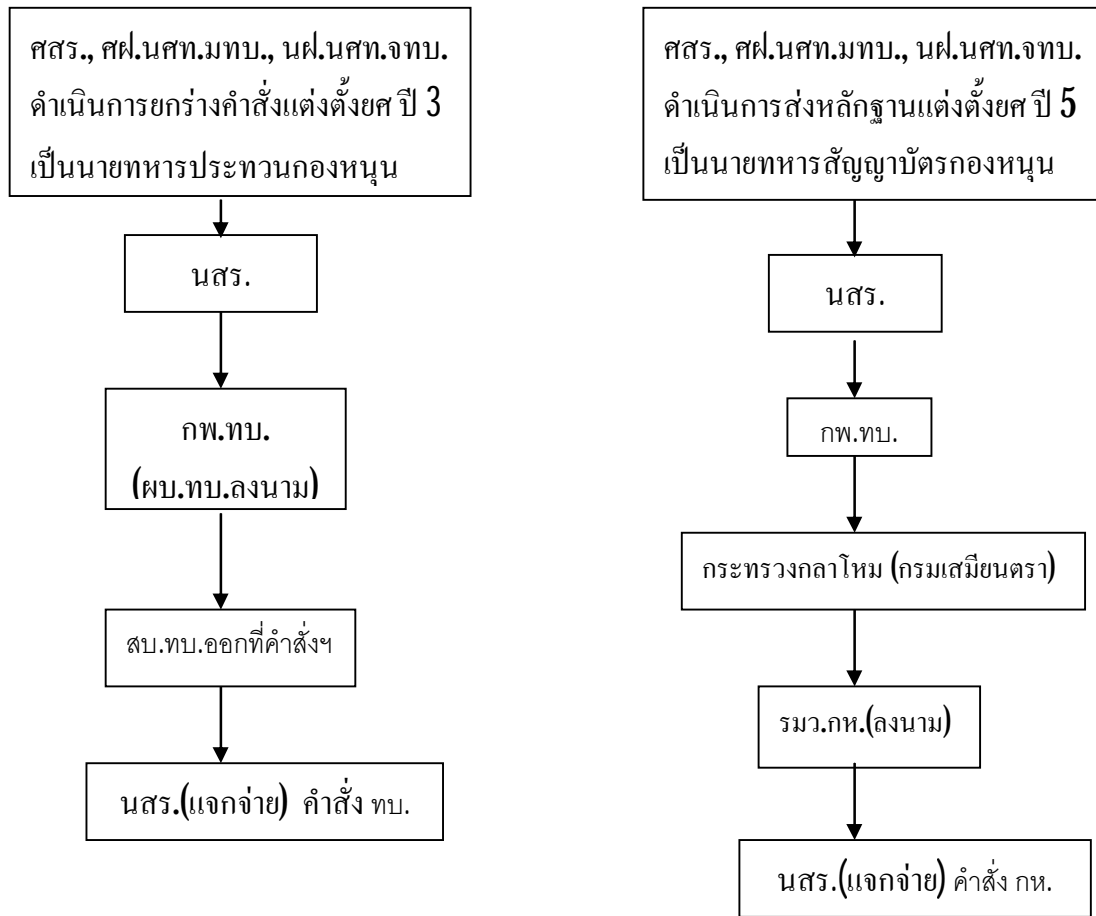 ศสร., ศฝ.นศท.มทบ., นฝ.นศท.จทบ.
ดำเนินการยกร่างคำสั่งแต่งตั้งยศ ปี 3
เป็นนายทหารประทวนกองหนุน
นสร.
กพ.ทบ.
(ผบ.ทบ.ลงนาม)
สบ.ทบ.ออกที่คำสั่งฯ
นสร.(แจกจ่าย) คำสั่ง ทบ.
ศสร., ศฝ.นศท.มทบ., นฝ.นศท.จทบ.
ดำเนินการส่งหลักฐานแต่งตั้งยศ ปี 5
เป็นนายทหารสัญญาบัตรกองหนุน
นสร.
กพ.ทบ.
กระทรวงกลาโหม (กรมเสมียนตรา)
รมว.กห.(ลงนาม)
นสร.(แจกจ่าย) คำสั่ง กห.